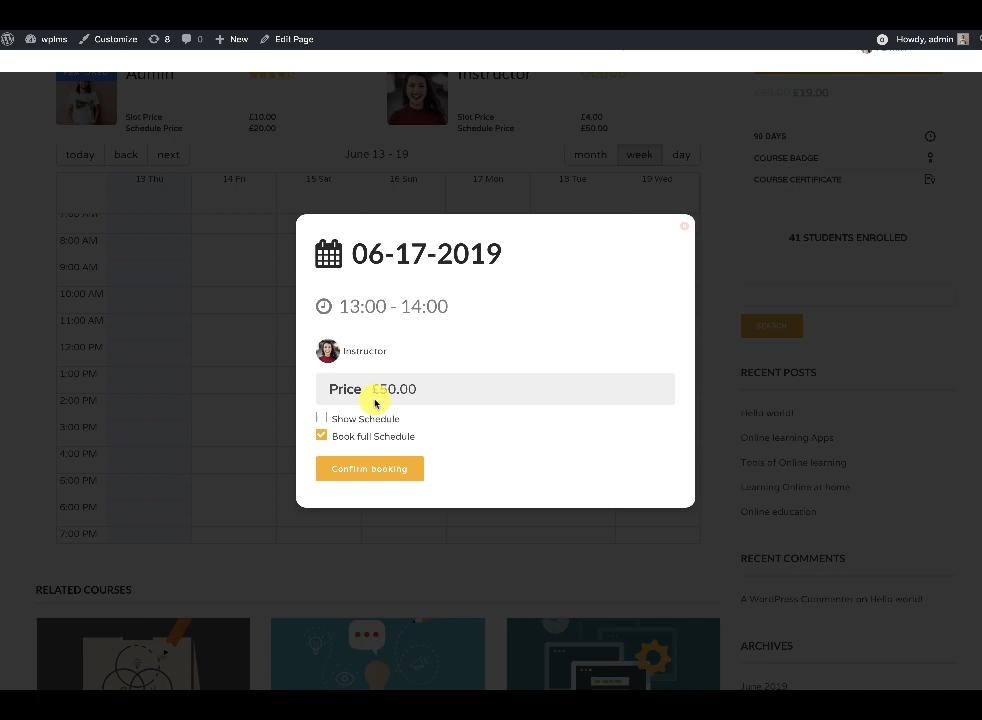 wplms Customize 8 0 + New Edit Page Howdy, admin
Admin Instructor
Slot Price £10.00 Slot Price £4.00
Schedule Price £20.00 Schedule Price £50.00
£19.00
90 DAYS
COURSE BADGE
COURSE CERTIFICATE
today back next June 13 - 19 month week day
13 Thu 14 Fri 15 Sat 16 Sun 17 Mon 18 Tue 19 Wed
7:00 AM
8:00 AM
9:00 AM
10:00 AM
11:00 AM
12:00 PM
1:00 PM
2:00 PM
3:00 PM
4:00 PM
5:00 PM
6:00 PM
7:00 PM
06-17-2019
13:00 - 14:00
Instructor
Price £50.00
Show Schedule
Book full Schedule
Confirm booking
41 STUDENTS ENROLLED
SEARCH
RECENT POSTS
Hello world!
Online learning Apps
Tools of Online learning
Learning Online at home
Online education
RECENT COMMENTS
A WordPress Commenter on Hello world!
ARCHIVES
June 2019
RELATED COURSES